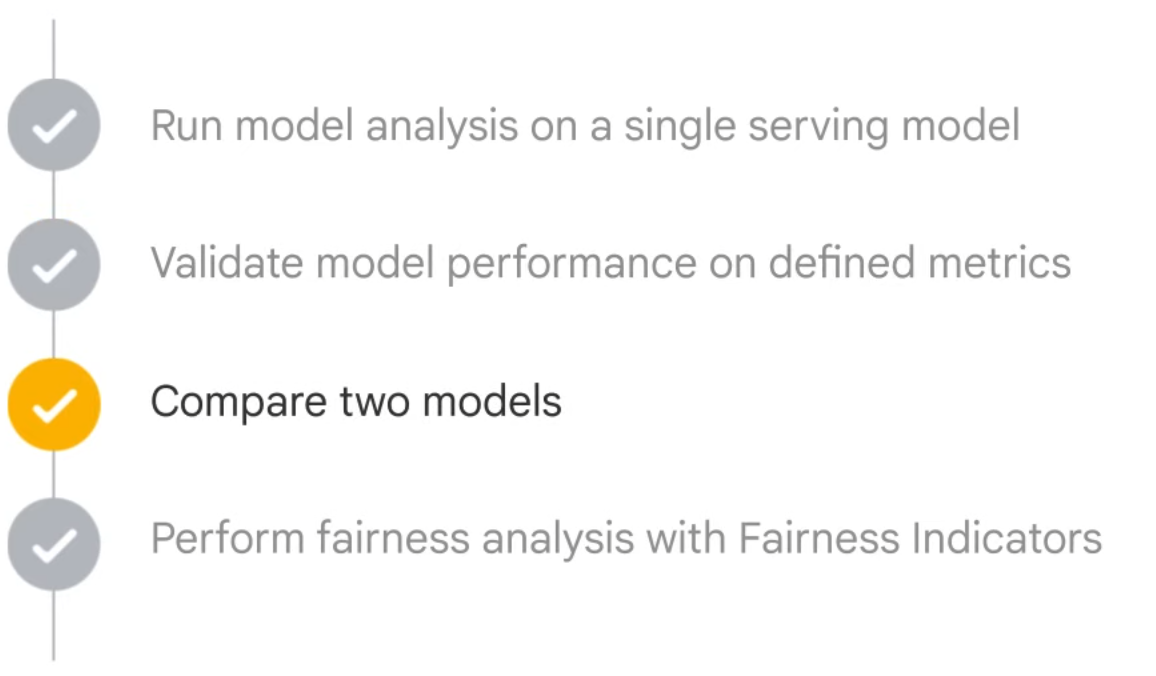 Run model analysis on a single serving model
Validate model performance on defined metrics
Compare two models
Perform fairness analysis with Fairness Indicators